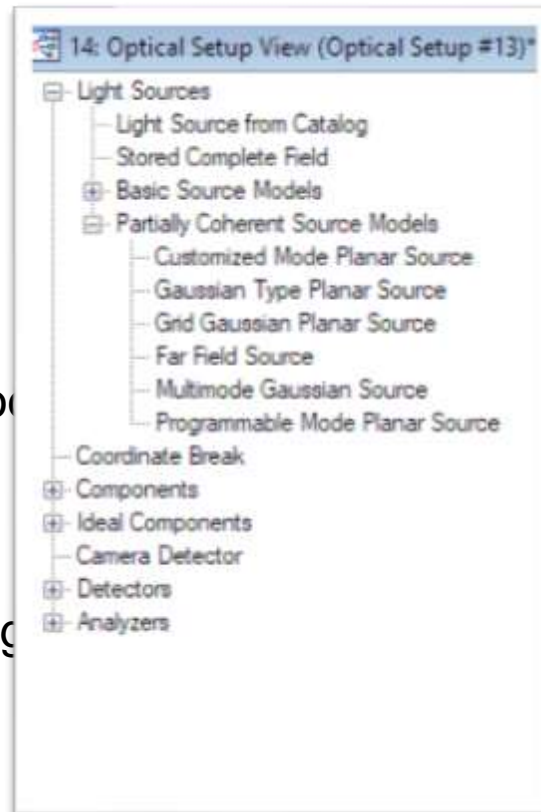 14: Optical Setup View (Optical Setup #13)*
Light Sources
Light Source from Catalog
Stored Complete Field
Basic Source Models
Partially Coherent Source Models
Customized Mode Planar Source
Gaussian Type Planar Source
Grid Gaussian Planar Source
Far Field Source
Multimode Gaussian Source
Programmable Mode Planar Source
Coordinate Break
Components
Ideal Components
Camera Detector
Detectors
Analyzers